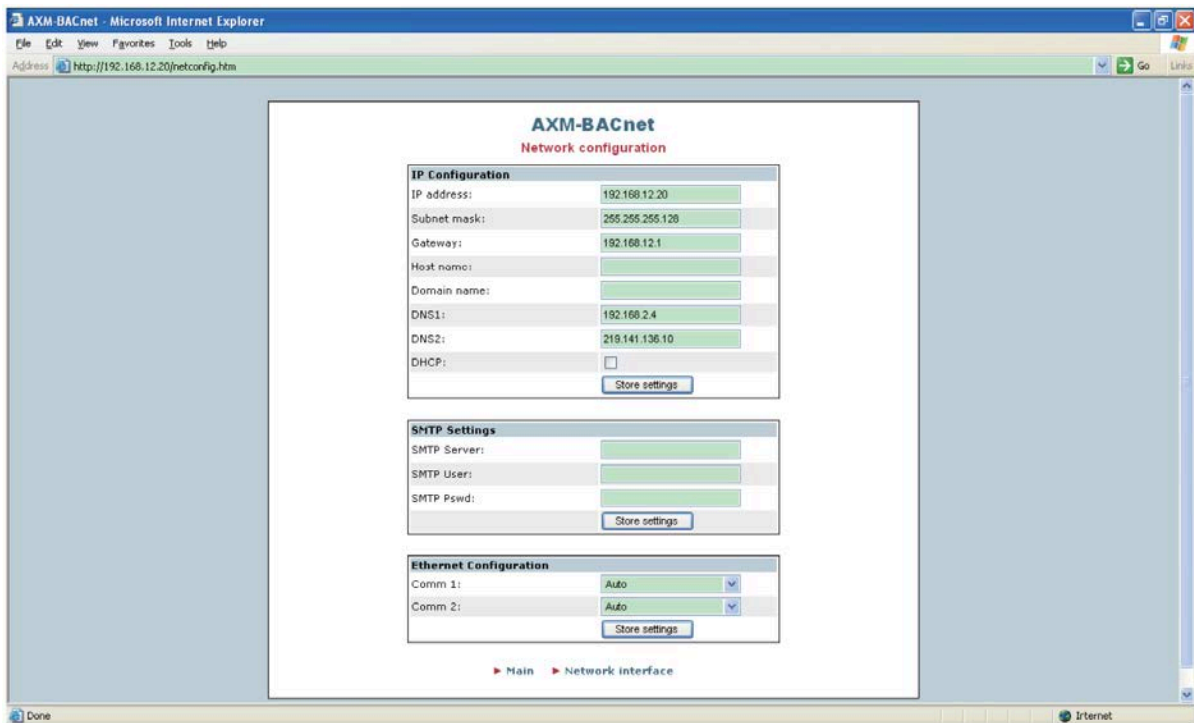 AXM-BACnet - Microsoft Internet Explorer
File Edit View Favorites Tools Help
Address http://192.168.12.20/netconfig.htm Go Links
AXM-BACnet
Network configuration
IP Configuration
IP address: 192.168.12.20
Subnet mask: 255.255.255.128
Gateway: 192.168.12.1
Host name:
Domain name:
DNS1: 192.168.2.4
DNS2: 219.141.136.10
DHCP:
Store settings
SMTP Settings
SMTP Server:
SMTP User:
SMTP Pswd:
Store settings
Ethernet Configuration
Comm 1: Auto
Comm 2: Auto
Store settings
Main Network interface
Done Internet